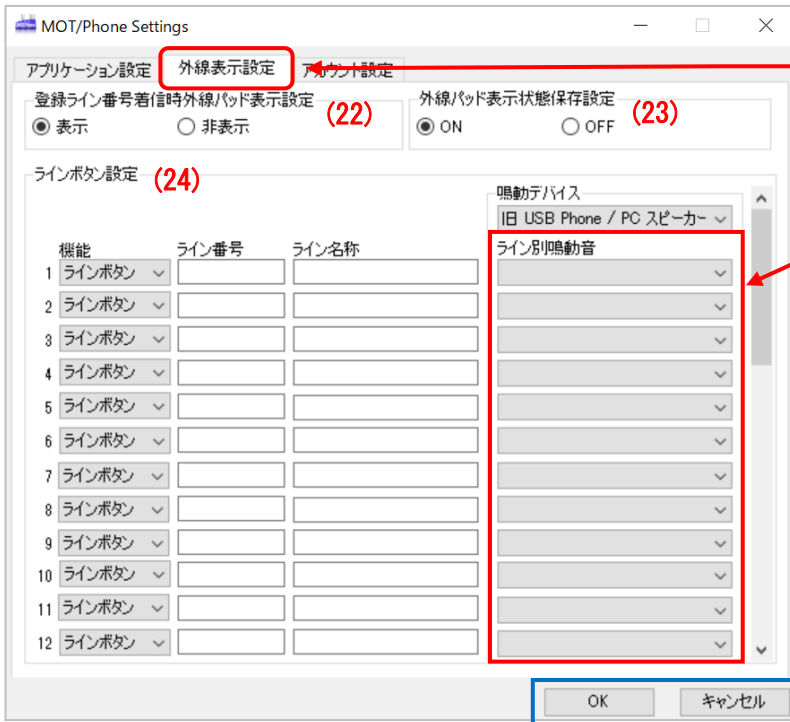 MOT/Phone Settings
アプリケーション設定 外線表示設定 アカウント設定
登録ライン番号着信時外線パッド表示設定 (22) 外線パッド表示状態保存設定 (23)
表示 非表示 ON OFF
ラインボタン設定 (24)
鳴動デバイス
旧 USB Phone / PC スピーカー
機能 ライン番号 ライン名称 ライン別鳴動音
1 ラインボタン
2 ラインボタン
3 ラインボタン
4 ラインボタン
5 ラインボタン
6 ラインボタン
7 ラインボタン
8 ラインボタン
9 ラインボタン
10 ラインボタン
11 ラインボタン
12 ラインボタン
OK キャンセル